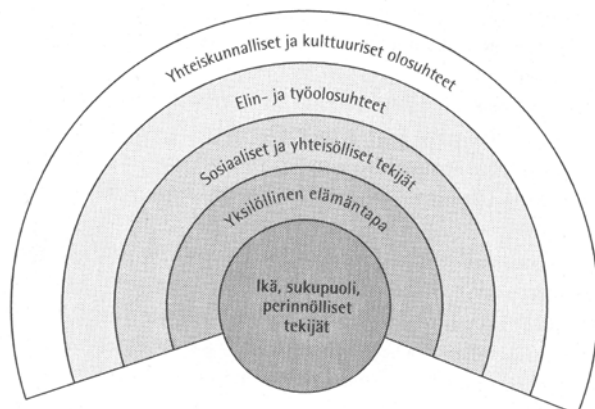 Yhteiskunnalliset ja kulttuuriset olosuhteet
Elin- ja työolosuhteet
Sosiaaliset ja yhteisölliset tekijät
Yksilöllinen elämäntapa
Ikä, sukupuoli,
perinnölliset
tekijät